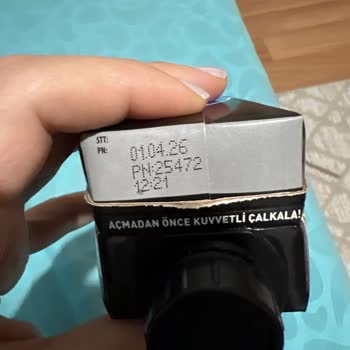 STT:
PN:
01.04.26
PN:25472
12:21
AÇMADAN ÖNCE KUVVETLİ ÇALKALA!